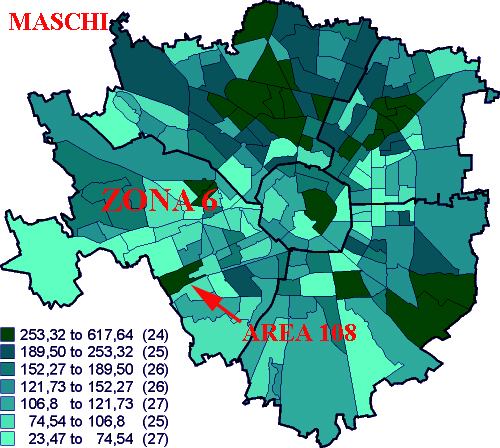 MASCHI
ZONA 6
AREA 108
253,32 to 617,64 (24)
189,50 to 253,32 (25)
152,27 to 189,50 (26)
121,73 to 152,27 (26)
106,8 to 121,73 (27)
74,54 to 106,8 (25)
23,47 to 74,54 (27)